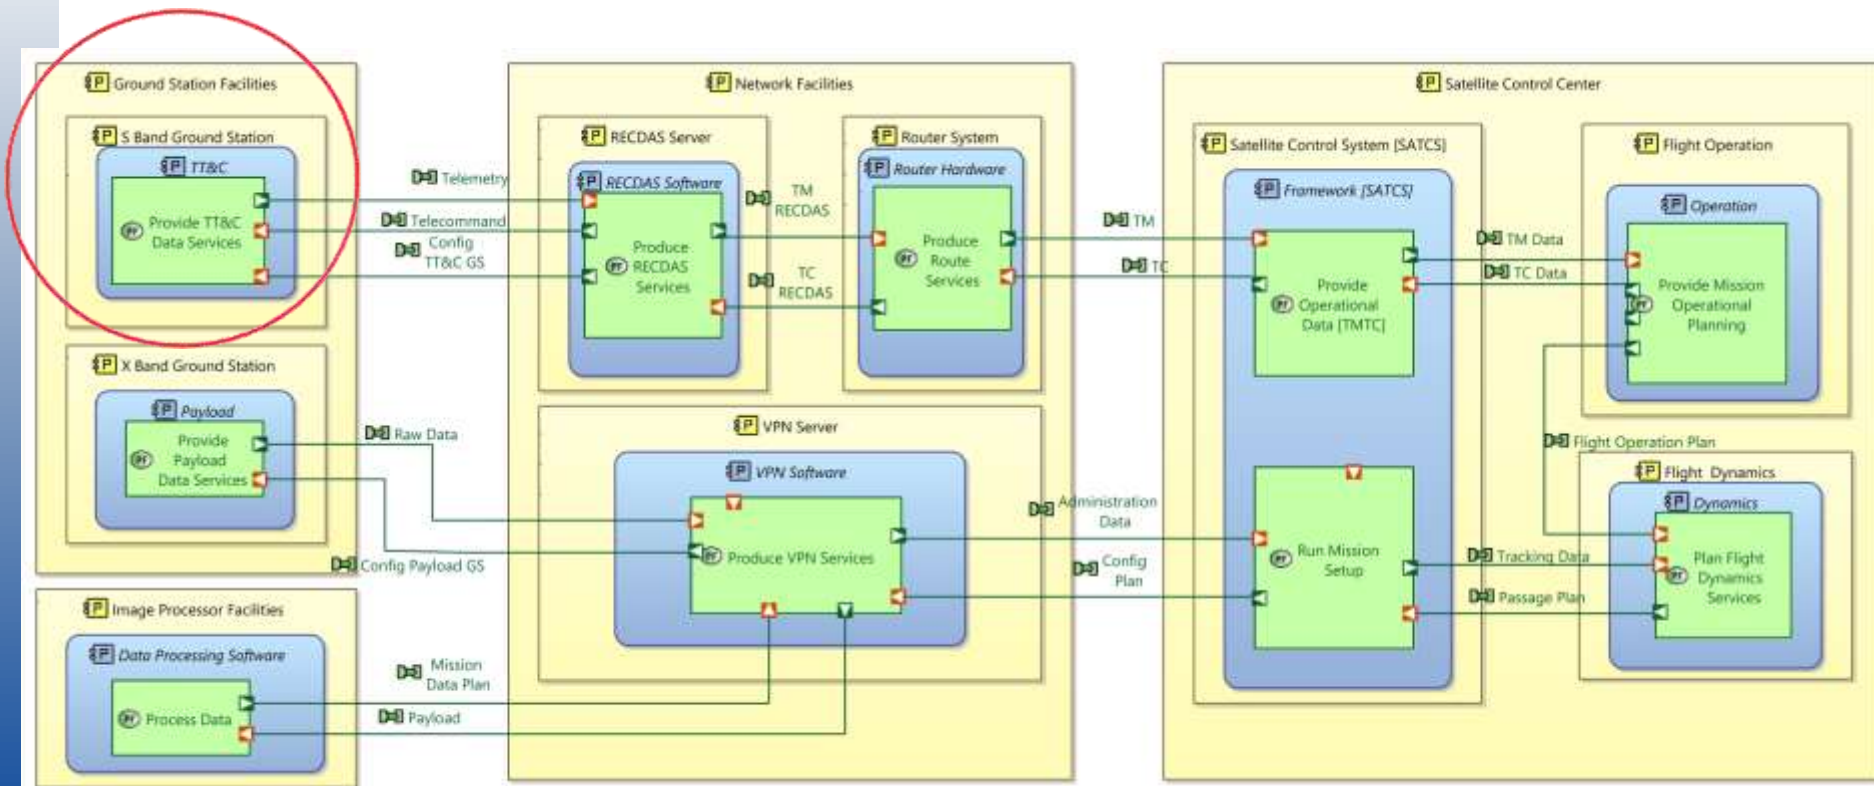 Ground Station Facilities
S Band Ground Station
TT&C
Provide TT&C
Data Services
X Band Ground Station
Payload
Provide
Payload
Data Services
Image Processor Facilities
Data Processing Software
Process Data
Telemetry
Telecommand
Config
TT&C GS
Raw Data
Config Payload GS
Mission
Data Plan
Payload
Network Facilities
RECDAS Server
RECDAS Software
Produce
RECDAS
Services
TM
RECDAS
TC
RECDAS
Router System
Router Hardware
Produce
Route
Services
VPN Server
VPN Software
Produce VPN Services
TM
TC
Administration
Data
Config
Plan
Satellite Control Center
Satellite Control System [SATCS]
Framework [SATCS]
Provide
Operational
Data [TMTC]
Run Mission
Setup
TM Data
TC Data
Flight Operation
Operation
Provide Mission
Operational
Planning
Flight Operation Plan
Flight Dynamics
Dynamics
Plan Flight
Dynamics
Services
Tracking Data
Passage Plan